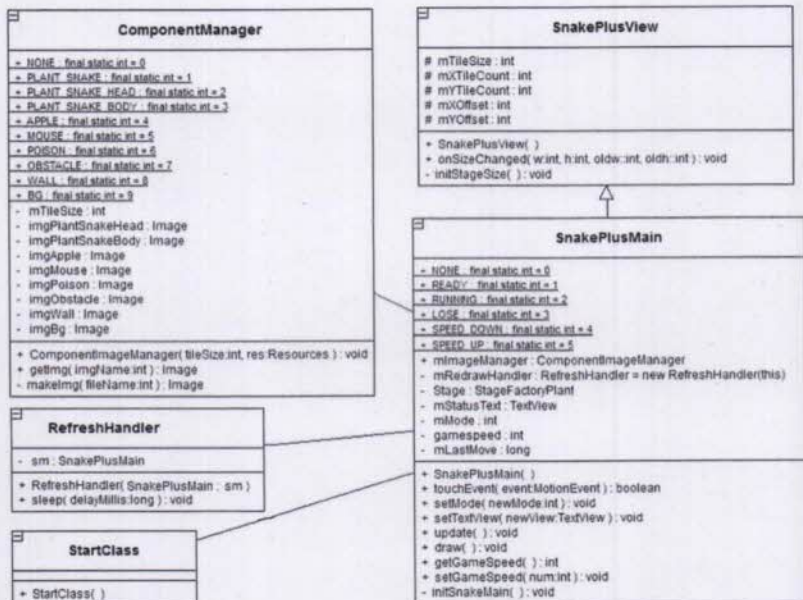 ComponentManager
+ NONE : final static int = 0
+ PLANT_SNAKE : final static int = 1
+ PLANT_SNAKE_HEAD : final static int = 2
+ PLANT_SNAKE_BODY : final static int = 3
+ APPLE : final static int = 4
+ MOUSE : final static int = 5
+ POISON : final static int = 6
+ OBSTACLE : final static int = 7
+ WALL : final static int = 8
+ BG : final static int = 9
- mTileSize : int
- imgPlantSnakeHead : Image
- imgPlantSnakeBody : Image
- imgApple : Image
- imgMouse : Image
- imgPoison : Image
- imgObstacle : Image
- imgWall : Image
- imgBg : Image
+ ComponentImageManager( tileSize:int, res:Resources ) : void
+ getImg( imgName:int ) : Image
- makeImg( fileName:int ) : Image
SnakePlusView
# mTileSize : int
# mXTileCount : int
# mYTileCount : int
# mXOffset : int
# mYOffset : int
+ SnakePlusView( )
+ onSizeChanged( w:int, h:int, oldw::int, oldh::int ) : void
- initStageSize( ) : void
SnakePlusMain
+ NONE : final static int = 0
+ READY : final static int = 1
+ RUNNING : final static int = 2
+ LOSE : final static int = 3
+ SPEED_DOWN : final static int = 4
+ SPEED_UP : final static int = 5
+ mImageManager : ComponentImageManager
- mRedrawHandler : RefreshHandler = new RefreshHandler(this)
- Stage : StageFactoryPlant
- mStatusText : TextView
- mMode : int
- gamespeed : int
- mLastMove : long
+ SnakePlusMain( )
+ touchEvent( event:MotionEvent ) : boolean
+ setMode( newMode:int ) : void
+ setTextView( newView:TextView ) : void
+ update( ) : void
+ draw( ) : void
+ getGameSpeed( ) : int
+ setGameSpeed( num:int ) : void
- initSnakeMain( ) : void
RefreshHandler
- sm : SnakePlusMain
+ RefreshHandler( SnakePlusMain : sm )
+ sleep( delayMillis:long ) : void
StartClass
+ StartClass( )